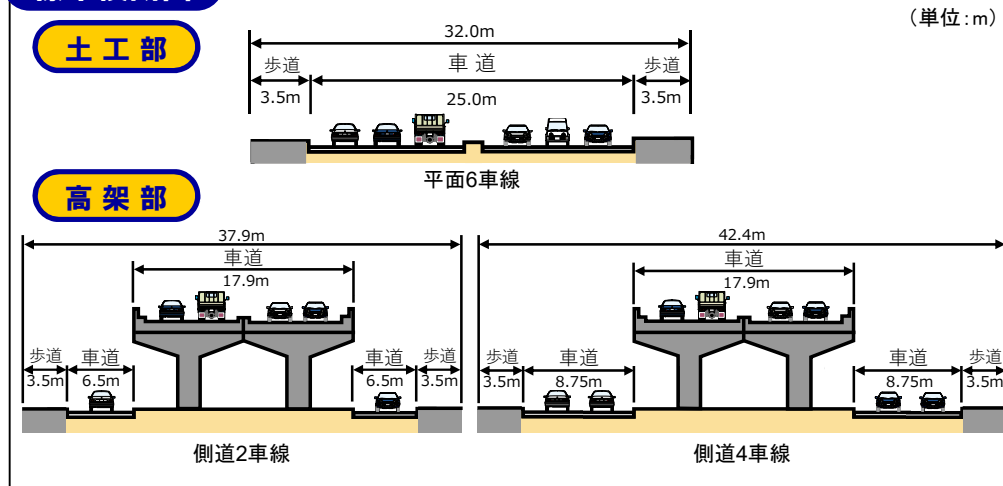 （単位：m）
土工部
32.0m
歩道
車道
歩道
3.5m
25.0m
3.5m
平面6車線
高架部
37.9m
車道
17.9m
歩道
車道
車道
歩道
3.5m
6.5m
6.5m
3.5m
側道2車線
42.4m
車道
17.9m
歩道
車道
車道
歩道
3.5m
8.75m
8.75m
3.5m
側道4車線